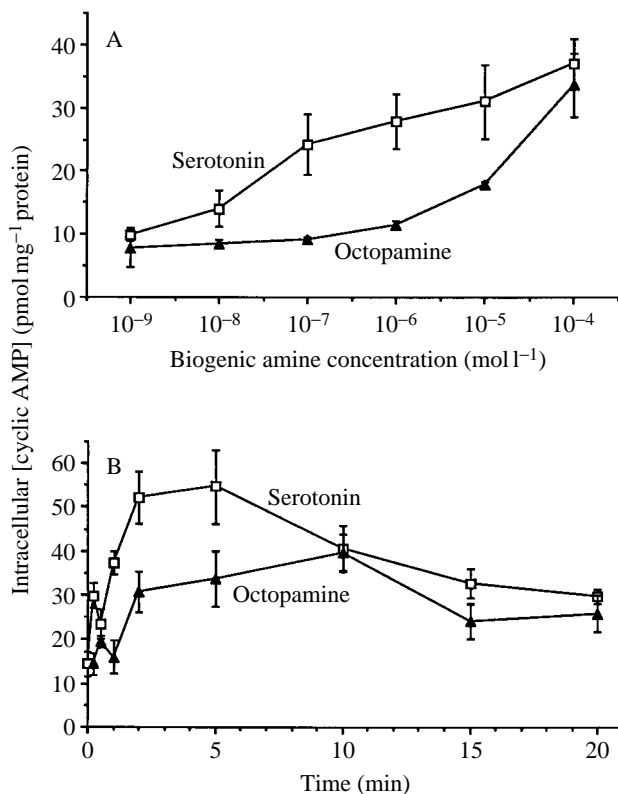 A
40
30
20
10
0
Serotonin
Octopamine
10⁻⁹ 10⁻⁸ 10⁻⁷ 10⁻⁶ 10⁻⁵ 10⁻⁴
Biogenic amine concentration (mol l⁻¹)
Intracellular [cyclic AMP] (pmol mg⁻¹ protein)
B
60
50
40
30
20
10
0
Serotonin
Octopamine
0 5 10 15 20
Time (min)